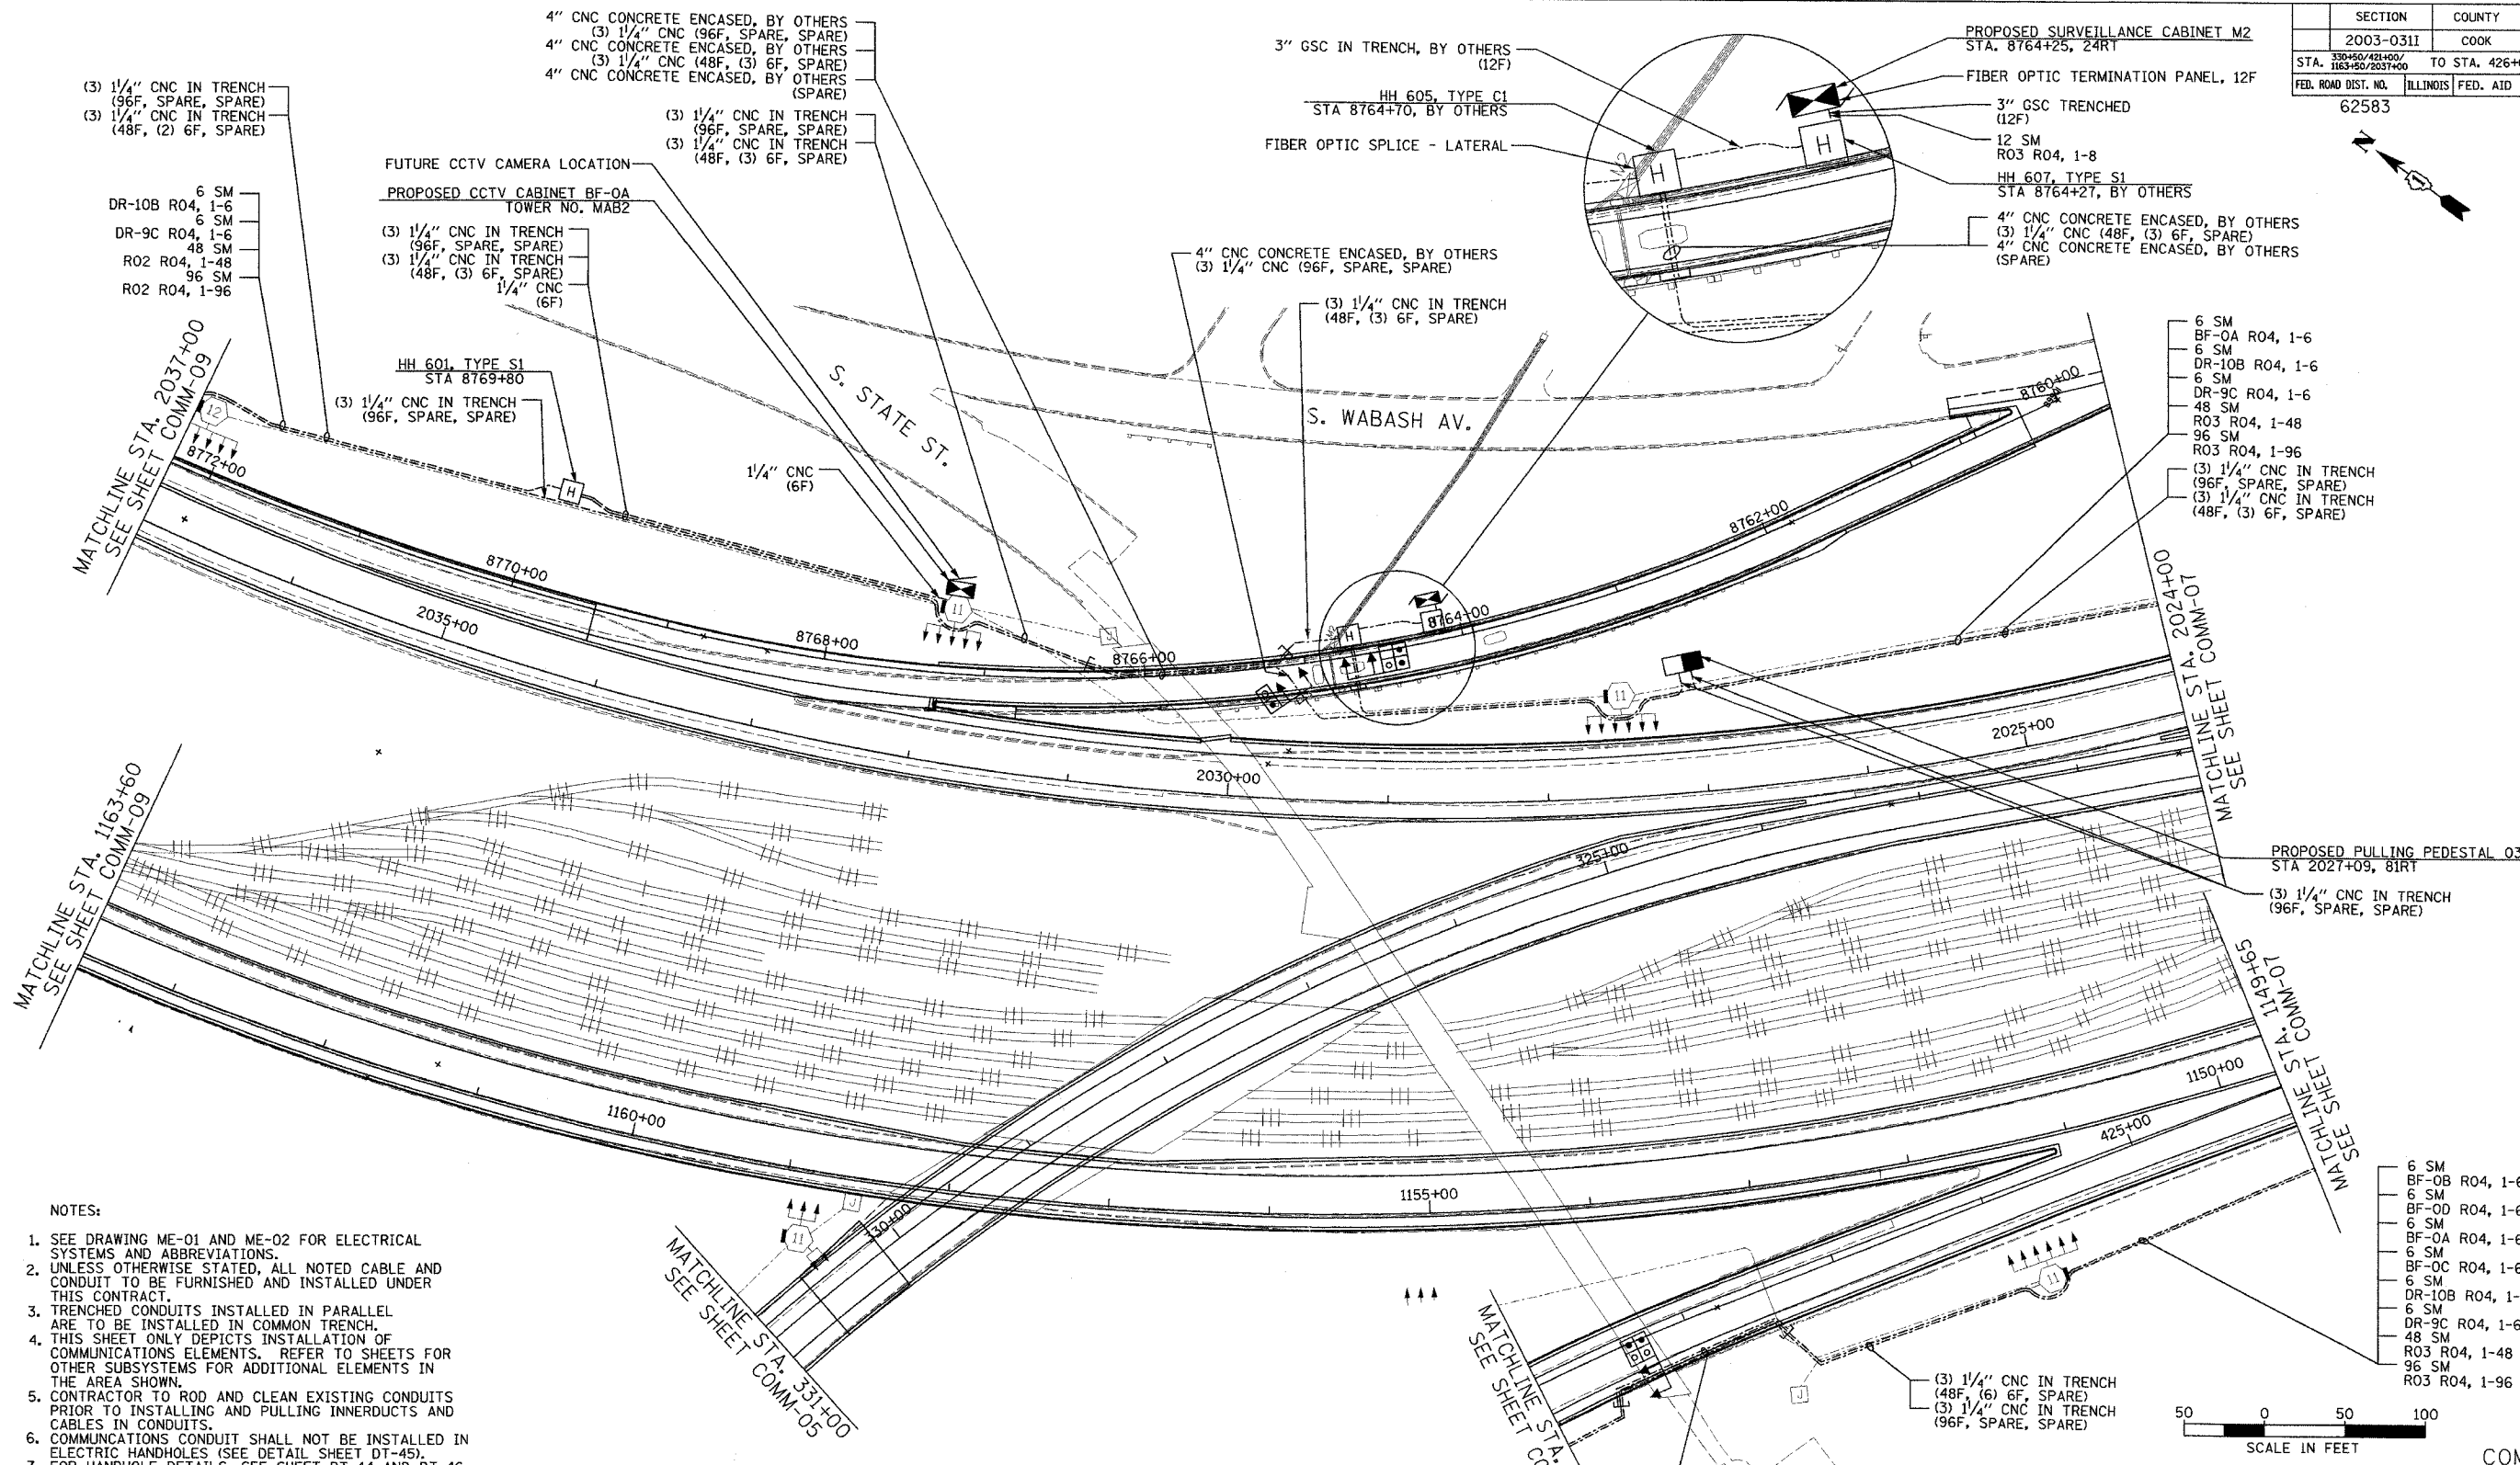 SECTION COUNTY
2003-031I COOK
STA. 330+50/421+00/
1163+50/2037+00 TO STA.
FED. ROAD DIST. NO. ILLINOIS FED. AID
62583
4" CNC CONCRETE ENCASED, BY OTHERS
(3) 1¼" CNC (96F, SPARE, SPARE)
4" CNC CONCRETE ENCASED, BY OTHERS
(3) 1¼" CNC (48F, (3) 6F, SPARE)
4" CNC CONCRETE ENCASED, BY OTHERS
(SPARE)
(3) 1¼" CNC IN TRENCH
(96F, SPARE, SPARE)
(3) 1¼" CNC IN TRENCH
(48F, (2) 6F, SPARE)
(3) 1¼" CNC IN TRENCH
(96F, SPARE, SPARE)
(3) 1¼" CNC IN TRENCH
(48F, (3) 6F, SPARE)
FUTURE CCTV CAMERA LOCATION
PROPOSED CCTV CABINET BF-0A
TOWER NO. MAB2
6 SM
DR-10B R04, 1-6
6 SM
DR-9C R04, 1-6
48 SM
R02 R04, 1-48
96 SM
R02 R04, 1-96
(3) 1¼" CNC IN TRENCH
(96F, SPARE, SPARE)
(3) 1¼" CNC IN TRENCH
(48F, (3) 6F, SPARE)
1¼" CNC
(6F)
HH 601, TYPE S1
STA 8769+80
(3) 1¼" CNC IN TRENCH
(96F, SPARE, SPARE)
1¼" CNC
(6F)
3" GSC IN TRENCH, BY OTHERS
(12F)
HH 605, TYPE C1
STA 8764+70, BY OTHERS
FIBER OPTIC SPLICE - LATERAL
PROPOSED SURVEILLANCE CABINET M2
STA. 8764+25, 24RT
FIBER OPTIC TERMINATION PANEL, 12F
3" GSC TRENCHED
(12F)
12 SM
R03 R04, 1-8
HH 607, TYPE S1
STA 8764+27, BY OTHERS
4" CNC CONCRETE ENCASED, BY OTHERS
(3) 1¼" CNC (48F, (3) 6F, SPARE)
4" CNC CONCRETE ENCASED, BY OTHERS
(SPARE)
H
H
N
4" CNC CONCRETE ENCASED, BY OTHERS
(3) 1¼" CNC (96F, SPARE, SPARE)
(3) 1¼" CNC IN TRENCH
(48F, (3) 6F, SPARE)
6 SM
BF-0A R04, 1-6
6 SM
DR-10B R04, 1-6
6 SM
DR-9C R04, 1-6
48 SM
R03 R04, 1-48
96 SM
R03 R04, 1-96
(3) 1¼" CNC IN TRENCH
(96F, SPARE, SPARE)
(3) 1¼" CNC IN TRENCH
(48F, (3) 6F, SPARE)
MATCHLINE STA. 2037+00
SEE SHEET COMM-09
S. STATE ST.
S. WABASH AV.
12
H
11
J
H
11
8772+00
8770+00
8768+00
8766+00
8764+00
8762+00
8760+00
2035+00
2030+00
2025+00
MATCHLINE STA. 2024+00
SEE SHEET COMM-07
PROPOSED PULLING PEDESTAL
STA 2027+09, 81RT
(3) 1¼" CNC IN TRENCH
(96F, SPARE, SPARE)
MATCHLINE STA. 1163+60
SEE SHEET COMM-09
325+00
1160+00
1155+00
1150+00
425+00
MATCHLINE STA. 1149+65
SEE SHEET COMM-07
11
J
MATCHLINE STA. 331+00
SEE SHEET COMM-05
MATCHLINE STA.
SEE SHEET
11
J
6 SM
BF-0B R04,
6 SM
BF-0D R04,
6 SM
BF-0A R04,
6 SM
BF-0C R04,
6 SM
DR-10B R04,
6 SM
DR-9C R04,
48 SM
R03 R04, 1-48
96 SM
R03 R04, 1-96
(3) 1¼" CNC IN TRENCH
(48F, (6) 6F, SPARE)
(3) 1¼" CNC IN TRENCH
(96F, SPARE, SPARE)
50 0 50 100
SCALE IN FEET
NOTES:
1. SEE DRAWING ME-01 AND ME-02 FOR ELECTRICAL
SYSTEMS AND ABBREVIATIONS.
2. UNLESS OTHERWISE STATED, ALL NOTED CABLE AND
CONDUIT TO BE FURNISHED AND INSTALLED UNDER
THIS CONTRACT.
3. TRENCHED CONDUITS INSTALLED IN PARALLEL
ARE TO BE INSTALLED IN COMMON TRENCH.
4. THIS SHEET ONLY DEPICTS INSTALLATION OF
COMMUNICATIONS ELEMENTS. REFER TO SHEETS FOR
OTHER SUBSYSTEMS FOR ADDITIONAL ELEMENTS IN
THE AREA SHOWN.
5. CONTRACTOR TO ROD AND CLEAN EXISTING CONDUITS
PRIOR TO INSTALLING AND PULLING INNERDUCTS AND
CABLES IN CONDUITS.
6. COMMUNCATIONS CONDUIT SHALL NOT BE INSTALLED IN
ELECTRIC HANDHOLES (SEE DETAIL SHEET DT-45).